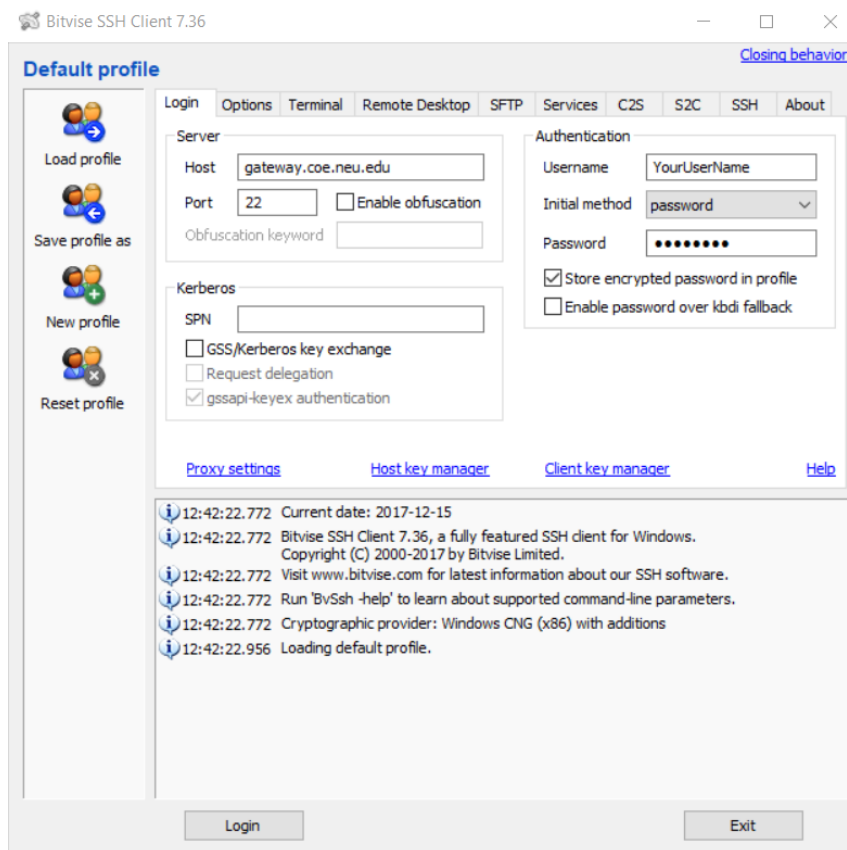 Bitvise SSH Client 7.36
Closing behavior
Default profile
Load profile
Save profile as
New profile
Reset profile
Login Options Terminal Remote Desktop SFTP Services C2S S2C SSH About
Server
Host gateway.coe.neu.edu
Port 22 Enable obfuscation
Obfuscation keyword
Kerberos
SPN
GSS/Kerberos key exchange
Request delegation
gssapi-keyex authentication
Authentication
Username YourUserName
Initial method password
Password ●●●●●●●●
Store encrypted password in profile
Enable password over kbdi fallback
Proxy settings Host key manager Client key manager Help
12:42:22.772 Current date: 2017-12-15
12:42:22.772 Bitvise SSH Client 7.36, a fully featured SSH client for Windows.
Copyright (C) 2000-2017 by Bitvise Limited.
12:42:22.772 Visit www.bitvise.com for latest information about our SSH software.
12:42:22.772 Run 'BvSsh -help' to learn about supported command-line parameters.
12:42:22.772 Cryptographic provider: Windows CNG (x86) with additions
12:42:22.956 Loading default profile.
Login Exit